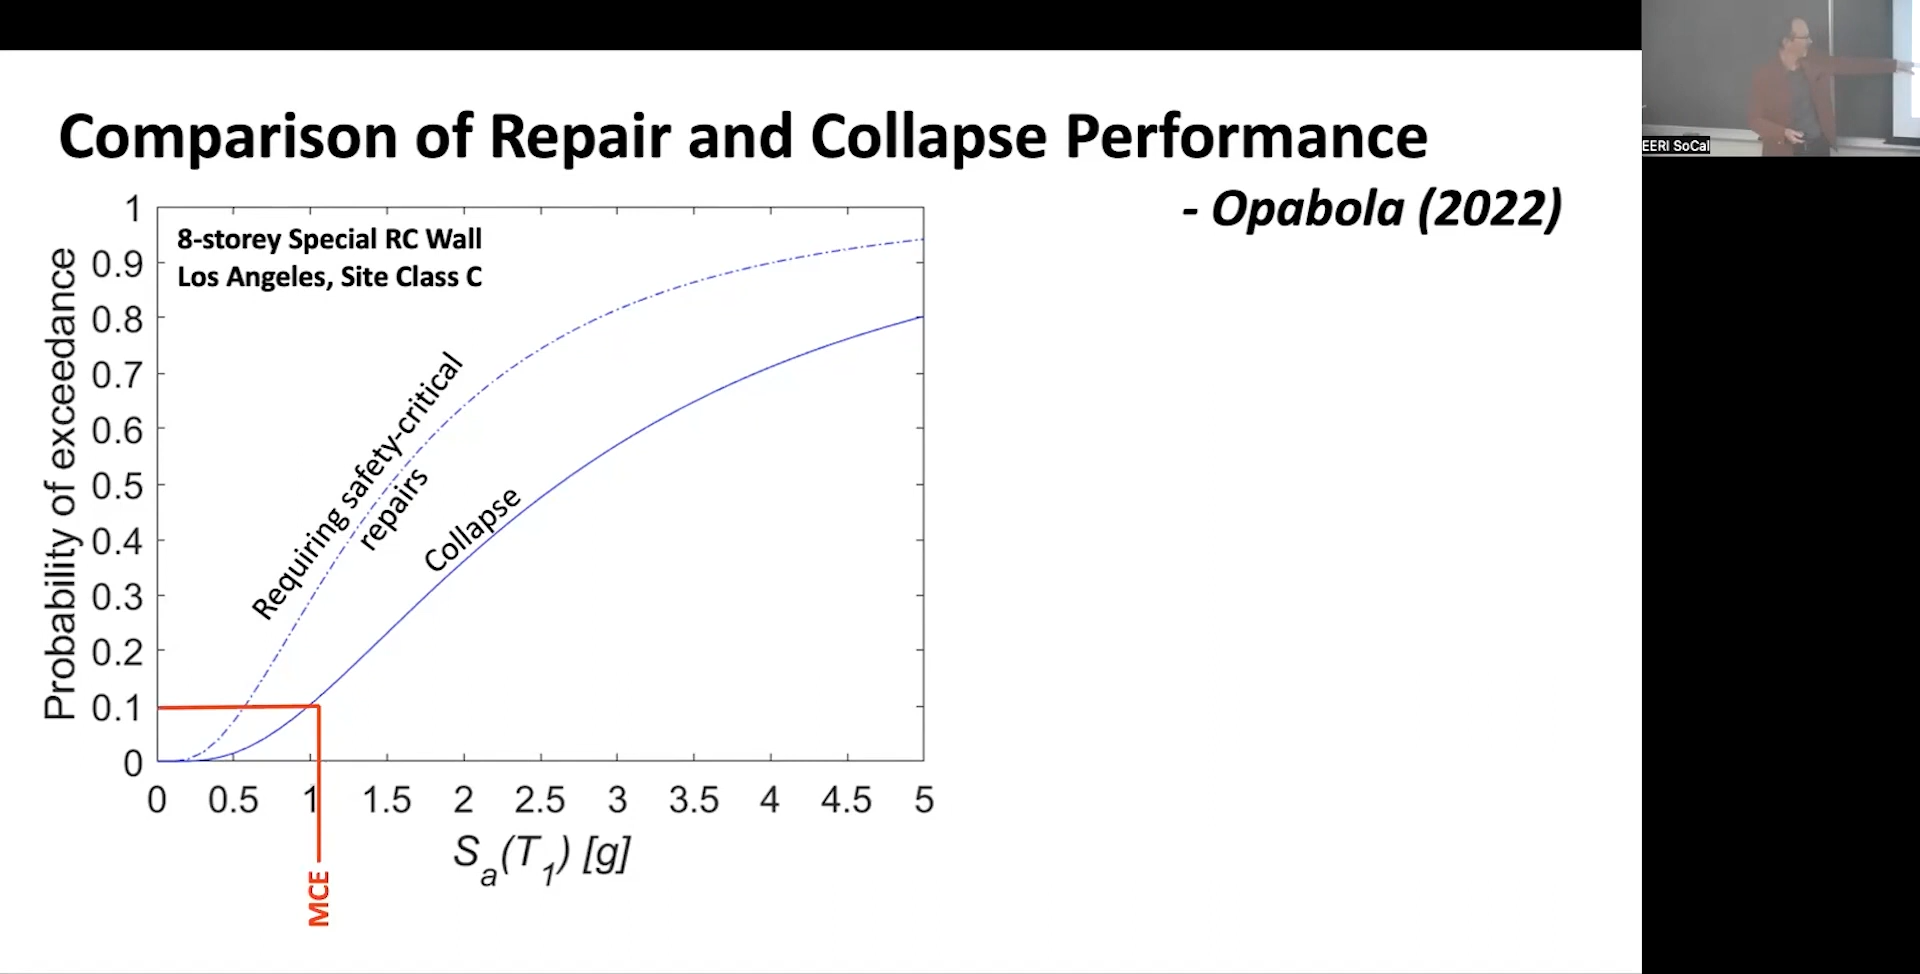 Comparison of Repair and Collapse Performance
- Opabola (2022)
EERI SoCal
8-storey Special RC Wall
Los Angeles, Site Class C
Probability of exceedance
1
0.9
0.8
0.7
0.6
0.5
0.4
0.3
0.2
0.1
0
Requiring safety-critical
repairs
Collapse
0 0.5 1 1.5 2 2.5 3 3.5 4 4.5 5
Sa(T1) [g]
MCE